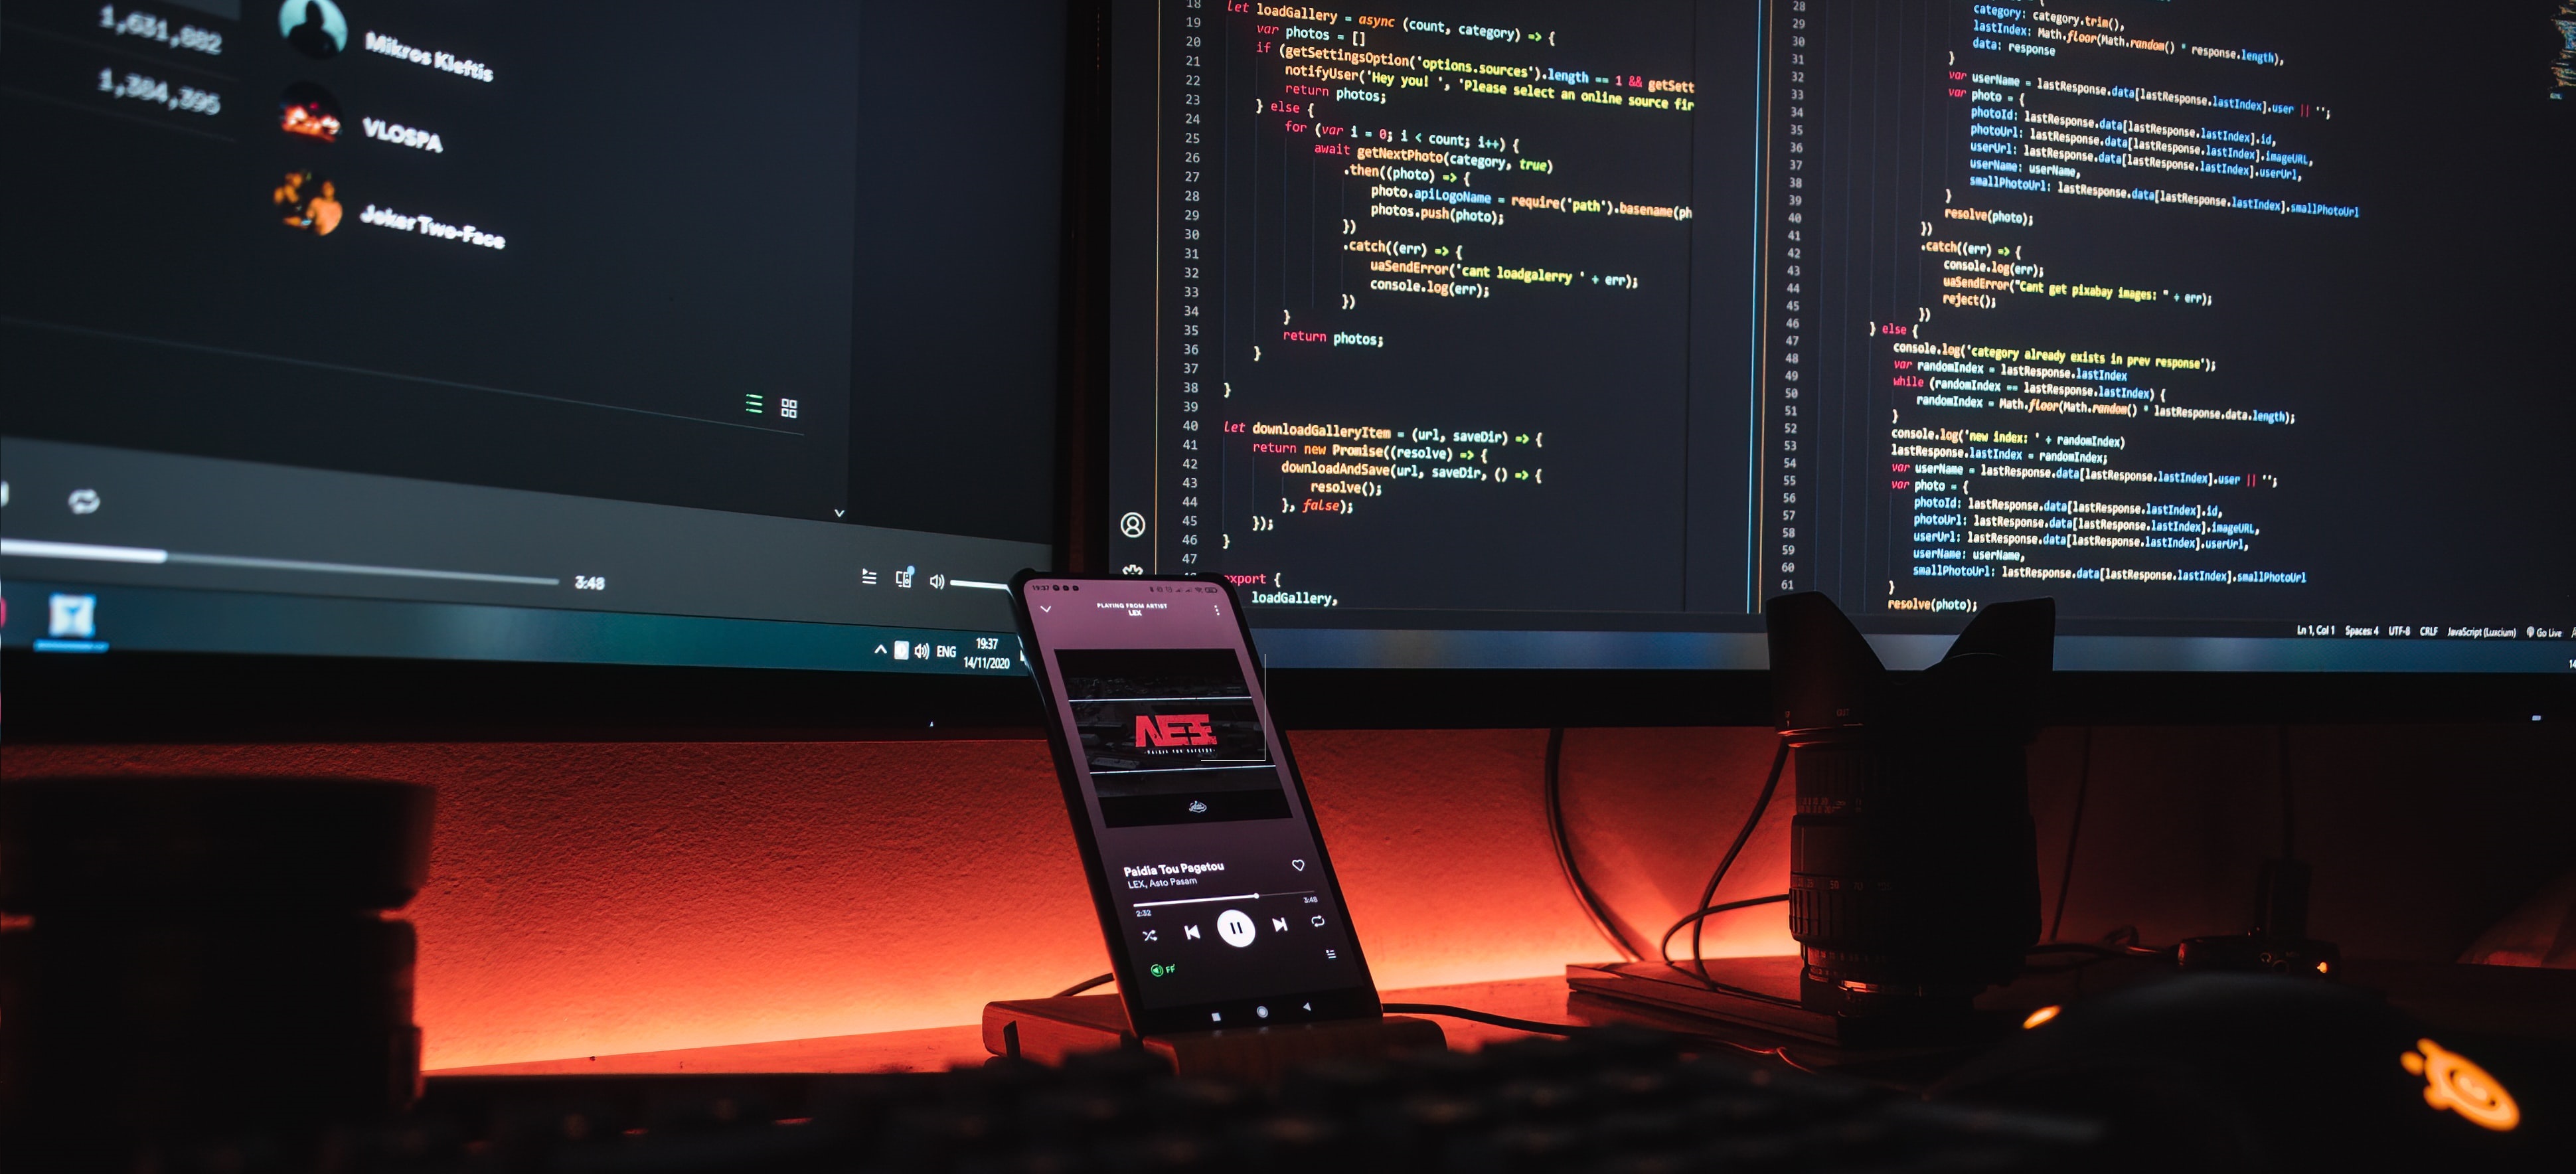 1,631,882
1,384,395
Mikros Kleftis
VLOSPA
Joker Two-Face
3:48
ENG
19:37
14/11/2020
18 let loadGallery = async (count, category) => {
19 var photos = []
20 if (getSettingsOption('options.sources').length == 1 && getSett
21 notifyUser('Hey you! ', 'Please select an online source fir
22 return photos;
23 } else {
24 for (var i = 0; i < count; i++) {
25 await getNextPhoto(category, true)
26 .then((photo) => {
27 photo.apiLogoName = require('path').basename(ph
28 photos.push(photo);
29 })
30 .catch((err) => {
31 uaSendError('cant loadgalerry ' + err);
32 console.log(err);
33 })
34 }
35 return photos;
36 }
37
38 }
39
40 let downloadGalleryItem = (url, saveDir) => {
41 return new Promise((resolve) => {
42 downloadAndSave(url, saveDir, () => {
43 resolve();
44 }, false);
45 });
46 }
47
export {
loadGallery,
28
29 category: category.trim(),
30 lastIndex: Math.floor(Math.random() * response.length),
31 data: response
32 }
33 var userName = lastResponse.data[lastResponse.lastIndex].user || '';
34 var photo = {
35 photoId: lastResponse.data[lastResponse.lastIndex].id,
36 photoUrl: lastResponse.data[lastResponse.lastIndex].imageURL,
37 userUrl: lastResponse.data[lastResponse.lastIndex].userUrl,
38 userName: userName,
39 smallPhotoUrl: lastResponse.data[lastResponse.lastIndex].smallPhotoUrl
40 }
41 resolve(photo);
42 })
43 .catch((err) => {
44 console.log(err);
45 uaSendError("Cant get pixabay images: " + err);
46 reject();
47 })
48 } else {
49 console.log('category already exists in prev response');
50 var randomIndex = lastResponse.lastIndex
51 while (randomIndex == lastResponse.lastIndex) {
52 randomIndex = Math.floor(Math.random() * lastResponse.data.length);
53 }
54 console.log('new index: ' + randomIndex)
55 lastResponse.lastIndex = randomIndex;
56 var userName = lastResponse.data[lastResponse.lastIndex].user || '';
57 var photo = {
58 photoId: lastResponse.data[lastResponse.lastIndex].id,
59 photoUrl: lastResponse.data[lastResponse.lastIndex].imageURL,
60 userUrl: lastResponse.data[lastResponse.lastIndex].userUrl,
61 userName: userName,
smallPhotoUrl: lastResponse.data[lastResponse.lastIndex].smallPhotoUrl
}
resolve(photo);
Ln 1, Col 1 Spaces: 4 UTF-8 CRLF JavaScript (Luxcium) Go Live
14
19:37
PLAYING FROM ARTIST
LEX
Paidia Tou Pagetou
LEX, Asto Pasam
2:32 3:48
FF